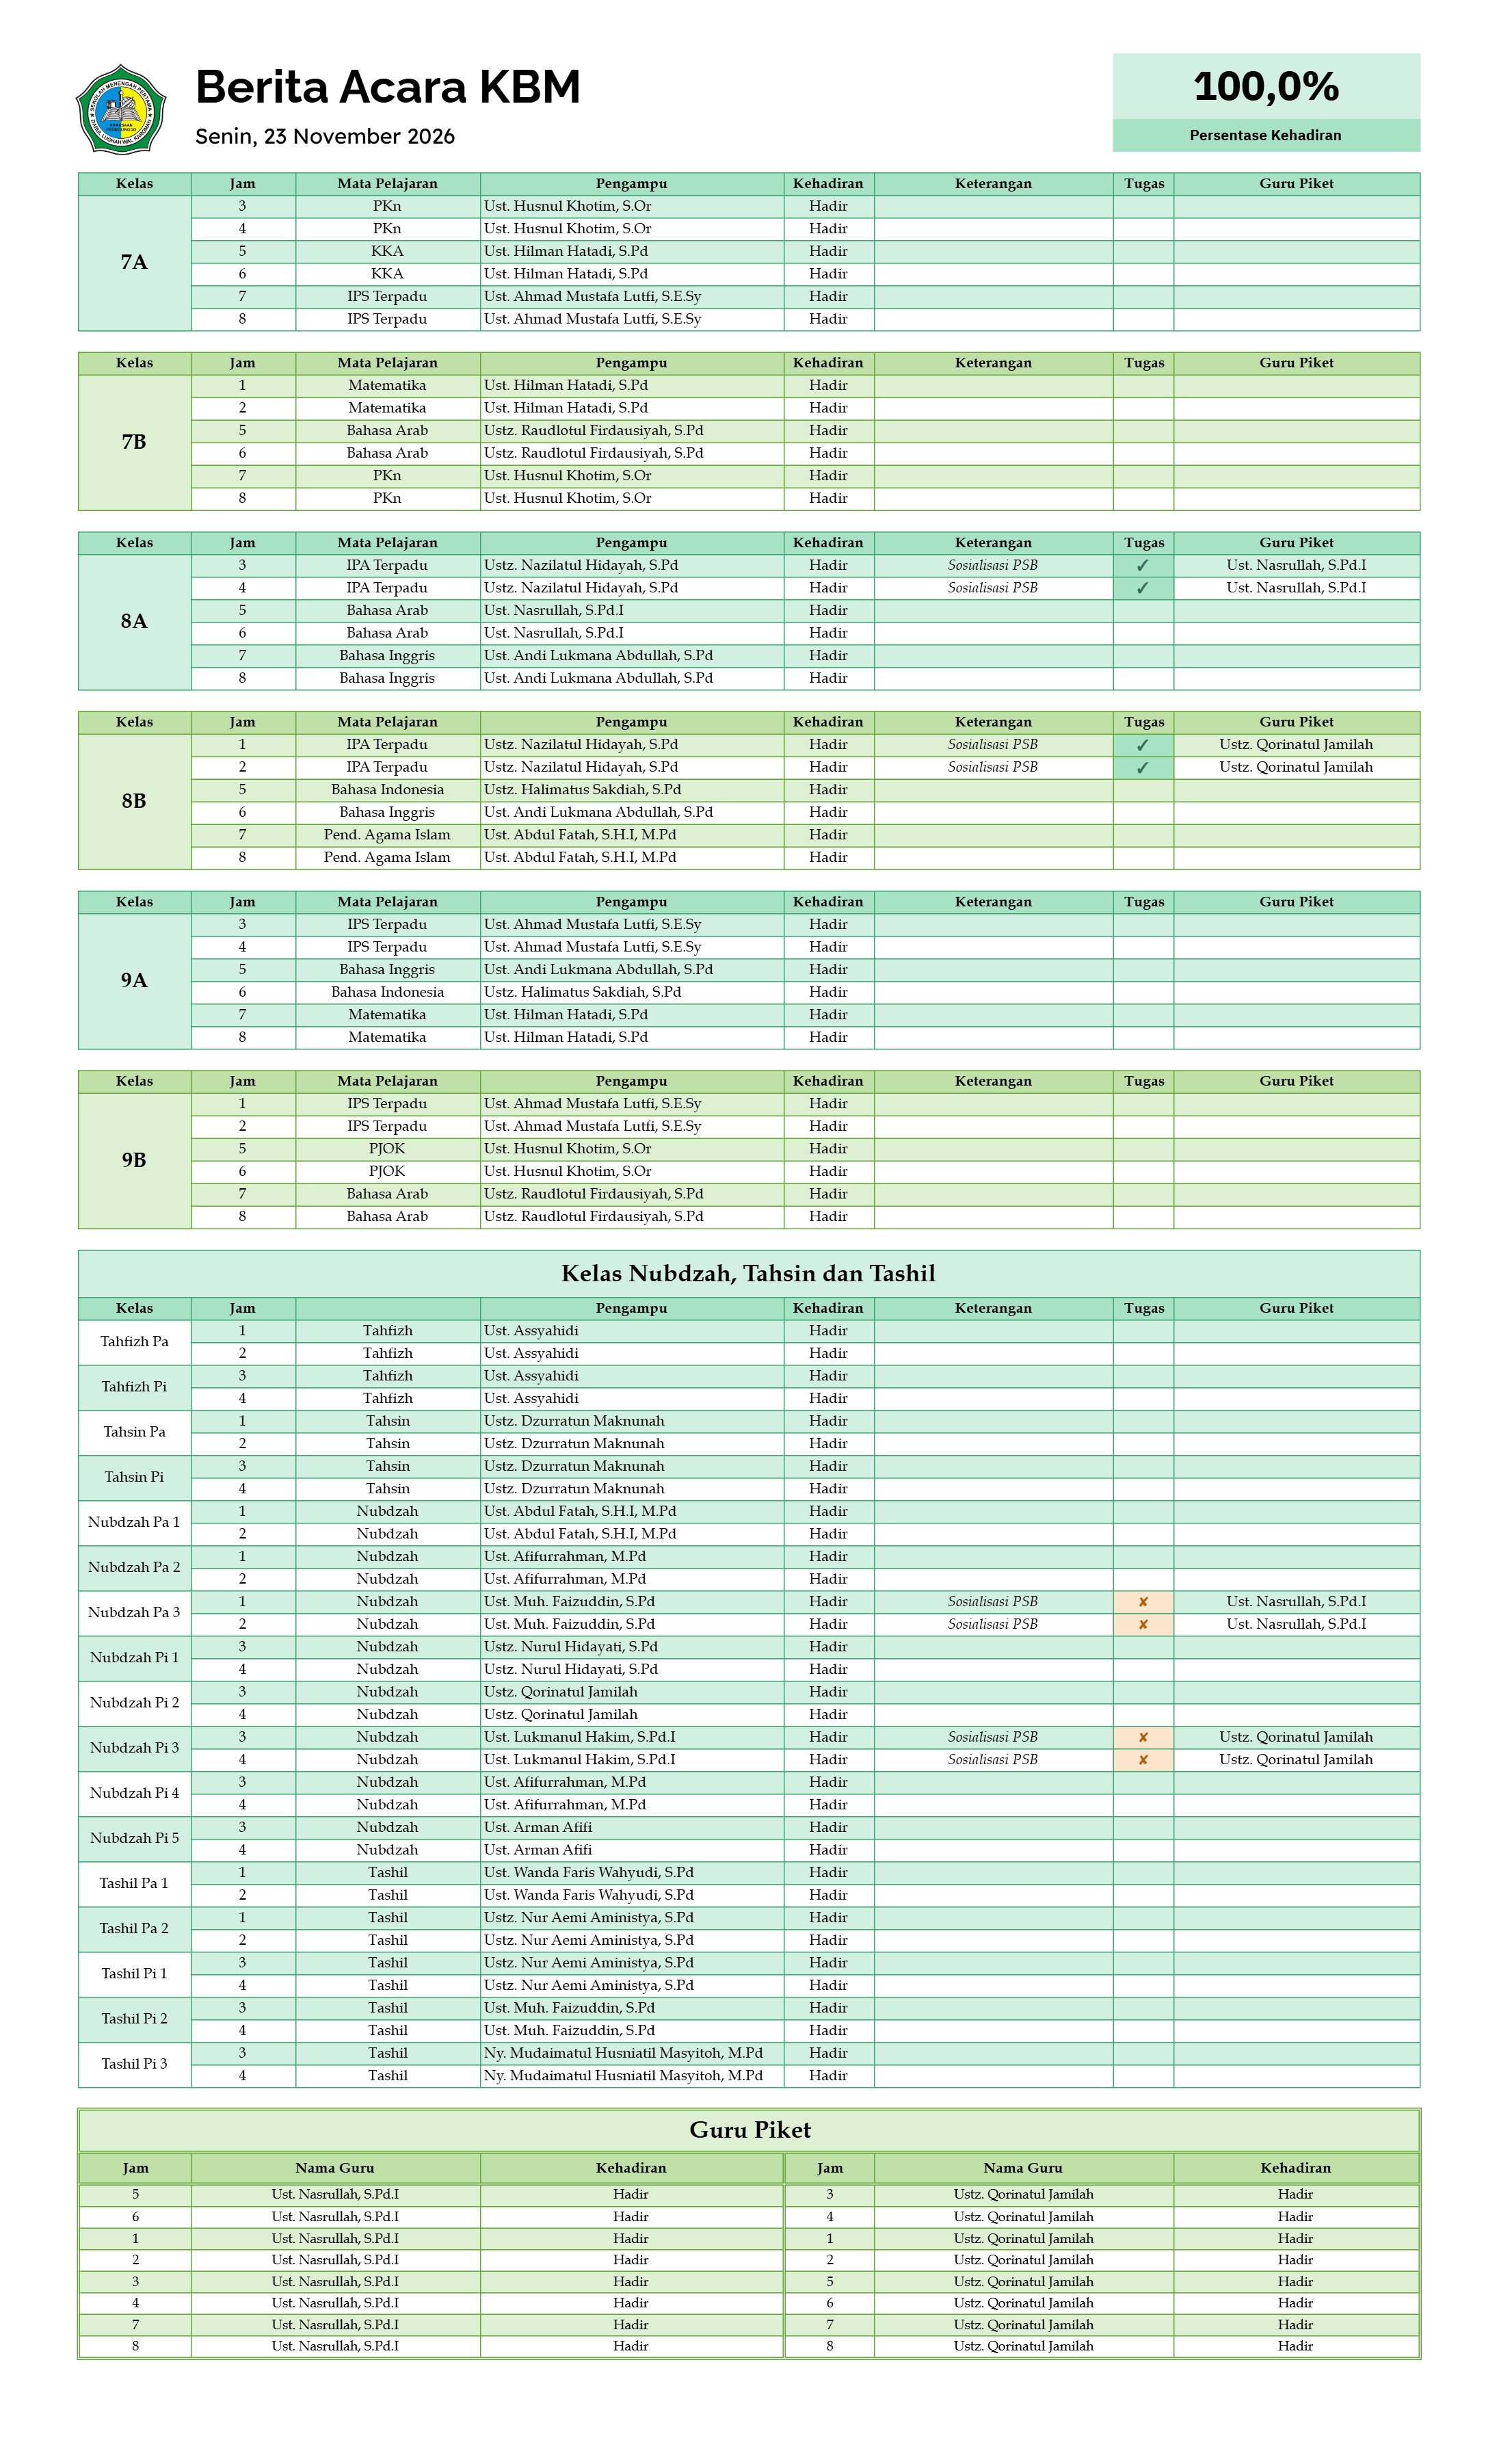 Berita Acara KBM
Senin, 23 November 2026
100,0%
Persentase Kehadiran
SEKOLAH MENENGAH PERTAMA
DARUL LUGHAH WAL KAROMAH
KRAKSAAN
PROBOLINGGO
Kelas Jam Mata Pelajaran Pengampu Kehadiran Keterangan Tugas Guru Piket
7A
3 PKn Ust. Husnul Khotim, S.Or Hadir
4 PKn Ust. Husnul Khotim, S.Or Hadir
5 KKA Ust. Hilman Hatadi, S.Pd Hadir
6 KKA Ust. Hilman Hatadi, S.Pd Hadir
7 IPS Terpadu Ust. Ahmad Mustafa Lutfi, S.E.Sy Hadir
8 IPS Terpadu Ust. Ahmad Mustafa Lutfi, S.E.Sy Hadir
Kelas Jam Mata Pelajaran Pengampu Kehadiran Keterangan Tugas Guru Piket
7B
1 Matematika Ust. Hilman Hatadi, S.Pd Hadir
2 Matematika Ust. Hilman Hatadi, S.Pd Hadir
5 Bahasa Arab Ustz. Raudlotul Firdausiyah, S.Pd Hadir
6 Bahasa Arab Ustz. Raudlotul Firdausiyah, S.Pd Hadir
7 PKn Ust. Husnul Khotim, S.Or Hadir
8 PKn Ust. Husnul Khotim, S.Or Hadir
Kelas Jam Mata Pelajaran Pengampu Kehadiran Keterangan Tugas Guru Piket
8A
3 IPA Terpadu Ustz. Nazilatul Hidayah, S.Pd Hadir Sosialisasi PSB ✓ Ust. Nasrullah, S.Pd.I
4 IPA Terpadu Ustz. Nazilatul Hidayah, S.Pd Hadir Sosialisasi PSB ✓ Ust. Nasrullah, S.Pd.I
5 Bahasa Arab Ust. Nasrullah, S.Pd.I Hadir
6 Bahasa Arab Ust. Nasrullah, S.Pd.I Hadir
7 Bahasa Inggris Ust. Andi Lukmana Abdullah, S.Pd Hadir
8 Bahasa Inggris Ust. Andi Lukmana Abdullah, S.Pd Hadir
Kelas Jam Mata Pelajaran Pengampu Kehadiran Keterangan Tugas Guru Piket
8B
1 IPA Terpadu Ustz. Nazilatul Hidayah, S.Pd Hadir Sosialisasi PSB ✓ Ustz. Qorinatul Jamilah
2 IPA Terpadu Ustz. Nazilatul Hidayah, S.Pd Hadir Sosialisasi PSB ✓ Ustz. Qorinatul Jamilah
5 Bahasa Indonesia Ustz. Halimatus Sakdiah, S.Pd Hadir
6 Bahasa Inggris Ust. Andi Lukmana Abdullah, S.Pd Hadir
7 Pend. Agama Islam Ust. Abdul Fatah, S.H.I, M.Pd Hadir
8 Pend. Agama Islam Ust. Abdul Fatah, S.H.I, M.Pd Hadir
Kelas Jam Mata Pelajaran Pengampu Kehadiran Keterangan Tugas Guru Piket
9A
3 IPS Terpadu Ust. Ahmad Mustafa Lutfi, S.E.Sy Hadir
4 IPS Terpadu Ust. Ahmad Mustafa Lutfi, S.E.Sy Hadir
5 Bahasa Inggris Ust. Andi Lukmana Abdullah, S.Pd Hadir
6 Bahasa Indonesia Ustz. Halimatus Sakdiah, S.Pd Hadir
7 Matematika Ust. Hilman Hatadi, S.Pd Hadir
8 Matematika Ust. Hilman Hatadi, S.Pd Hadir
Kelas Jam Mata Pelajaran Pengampu Kehadiran Keterangan Tugas Guru Piket
9B
1 IPS Terpadu Ust. Ahmad Mustafa Lutfi, S.E.Sy Hadir
2 IPS Terpadu Ust. Ahmad Mustafa Lutfi, S.E.Sy Hadir
5 PJOK Ust. Husnul Khotim, S.Or Hadir
6 PJOK Ust. Husnul Khotim, S.Or Hadir
7 Bahasa Arab Ustz. Raudlotul Firdausiyah, S.Pd Hadir
8 Bahasa Arab Ustz. Raudlotul Firdausiyah, S.Pd Hadir
Kelas Nubdzah, Tahsin dan Tashil
Kelas Jam Pengampu Kehadiran Keterangan Tugas Guru Piket
Tahfizh Pa
1 Tahfizh Ust. Assyahidi Hadir
2 Tahfizh Ust. Assyahidi Hadir
Tahfizh Pi
3 Tahfizh Ust. Assyahidi Hadir
4 Tahfizh Ust. Assyahidi Hadir
Tahsin Pa
1 Tahsin Ustz. Dzurratun Maknunah Hadir
2 Tahsin Ustz. Dzurratun Maknunah Hadir
Tahsin Pi
3 Tahsin Ustz. Dzurratun Maknunah Hadir
4 Tahsin Ustz. Dzurratun Maknunah Hadir
Nubdzah Pa 1
1 Nubdzah Ust. Abdul Fatah, S.H.I, M.Pd Hadir
2 Nubdzah Ust. Abdul Fatah, S.H.I, M.Pd Hadir
Nubdzah Pa 2
1 Nubdzah Ust. Afifurrahman, M.Pd Hadir
2 Nubdzah Ust. Afifurrahman, M.Pd Hadir
Nubdzah Pa 3
1 Nubdzah Ust. Muh. Faizuddin, S.Pd Hadir Sosialisasi PSB ✘ Ust. Nasrullah, S.Pd.I
2 Nubdzah Ust. Muh. Faizuddin, S.Pd Hadir Sosialisasi PSB ✘ Ust. Nasrullah, S.Pd.I
Nubdzah Pi 1
3 Nubdzah Ustz. Nurul Hidayati, S.Pd Hadir
4 Nubdzah Ustz. Nurul Hidayati, S.Pd Hadir
Nubdzah Pi 2
3 Nubdzah Ustz. Qorinatul Jamilah Hadir
4 Nubdzah Ustz. Qorinatul Jamilah Hadir
Nubdzah Pi 3
3 Nubdzah Ust. Lukmanul Hakim, S.Pd.I Hadir Sosialisasi PSB ✘ Ustz. Qorinatul Jamilah
4 Nubdzah Ust. Lukmanul Hakim, S.Pd.I Hadir Sosialisasi PSB ✘ Ustz. Qorinatul Jamilah
Nubdzah Pi 4
3 Nubdzah Ust. Afifurrahman, M.Pd Hadir
4 Nubdzah Ust. Afifurrahman, M.Pd Hadir
Nubdzah Pi 5
3 Nubdzah Ust. Arman Afifi Hadir
4 Nubdzah Ust. Arman Afifi Hadir
Tashil Pa 1
1 Tashil Ust. Wanda Faris Wahyudi, S.Pd Hadir
2 Tashil Ust. Wanda Faris Wahyudi, S.Pd Hadir
Tashil Pa 2
1 Tashil Ustz. Nur Aemi Aministya, S.Pd Hadir
2 Tashil Ustz. Nur Aemi Aministya, S.Pd Hadir
Tashil Pi 1
3 Tashil Ustz. Nur Aemi Aministya, S.Pd Hadir
4 Tashil Ustz. Nur Aemi Aministya, S.Pd Hadir
Tashil Pi 2
3 Tashil Ust. Muh. Faizuddin, S.Pd Hadir
4 Tashil Ust. Muh. Faizuddin, S.Pd Hadir
Tashil Pi 3
3 Tashil Ny. Mudaimatul Husniatil Masyitoh, M.Pd Hadir
4 Tashil Ny. Mudaimatul Husniatil Masyitoh, M.Pd Hadir
Guru Piket
Jam Nama Guru Kehadiran Jam Nama Guru Kehadiran
5 Ust. Nasrullah, S.Pd.I Hadir 3 Ustz. Qorinatul Jamilah Hadir
6 Ust. Nasrullah, S.Pd.I Hadir 4 Ustz. Qorinatul Jamilah Hadir
1 Ust. Nasrullah, S.Pd.I Hadir 1 Ustz. Qorinatul Jamilah Hadir
2 Ust. Nasrullah, S.Pd.I Hadir 2 Ustz. Qorinatul Jamilah Hadir
3 Ust. Nasrullah, S.Pd.I Hadir 5 Ustz. Qorinatul Jamilah Hadir
4 Ust. Nasrullah, S.Pd.I Hadir 6 Ustz. Qorinatul Jamilah Hadir
7 Ust. Nasrullah, S.Pd.I Hadir 7 Ustz. Qorinatul Jamilah Hadir
8 Ust. Nasrullah, S.Pd.I Hadir 8 Ustz. Qorinatul Jamilah Hadir